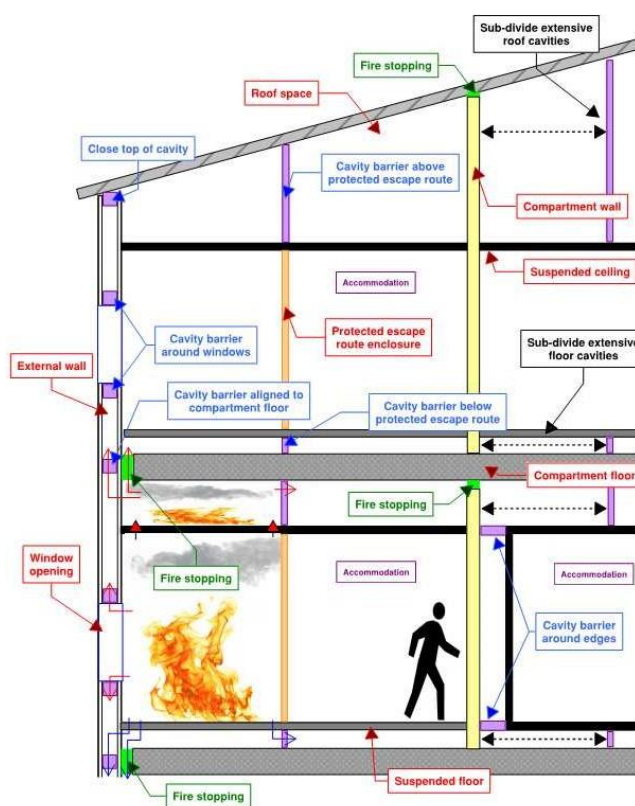 Sub-divide extensive
roof cavities
Fire stopping
Roof space
Close top of cavity
Cavity barrier above
protected escape route
Compartment wall
Suspended ceiling
Accommodation
Protected escape
route enclosure
Cavity barrier
around windows
Sub-divide extensive
floor cavities
External wall
Cavity barrier aligned to
compartment floor
Cavity barrier below
protected escape route
Compartment floor
Fire stopping
Window
opening
Fire stopping
Accommodation
Accommodation
Cavity barrier
around edges
Suspended floor
Fire stopping